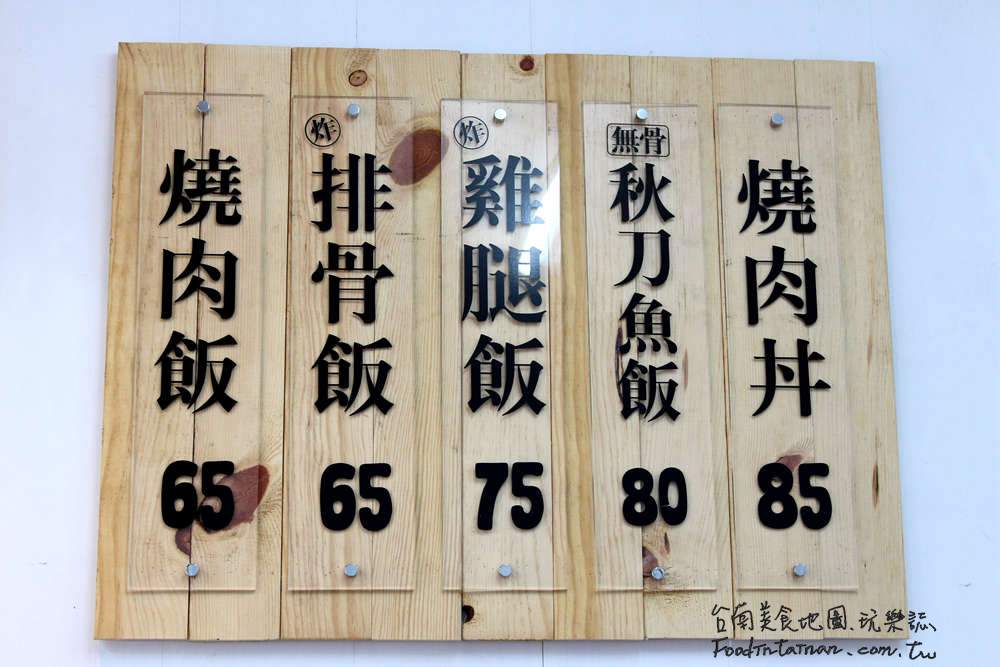 燒肉飯
65
炸
排骨飯
65
炸
雞腿飯
75
無骨
秋刀魚飯
80
燒肉丼
85
台南美食地圖、玩樂誌
Foodintainan.com.tw